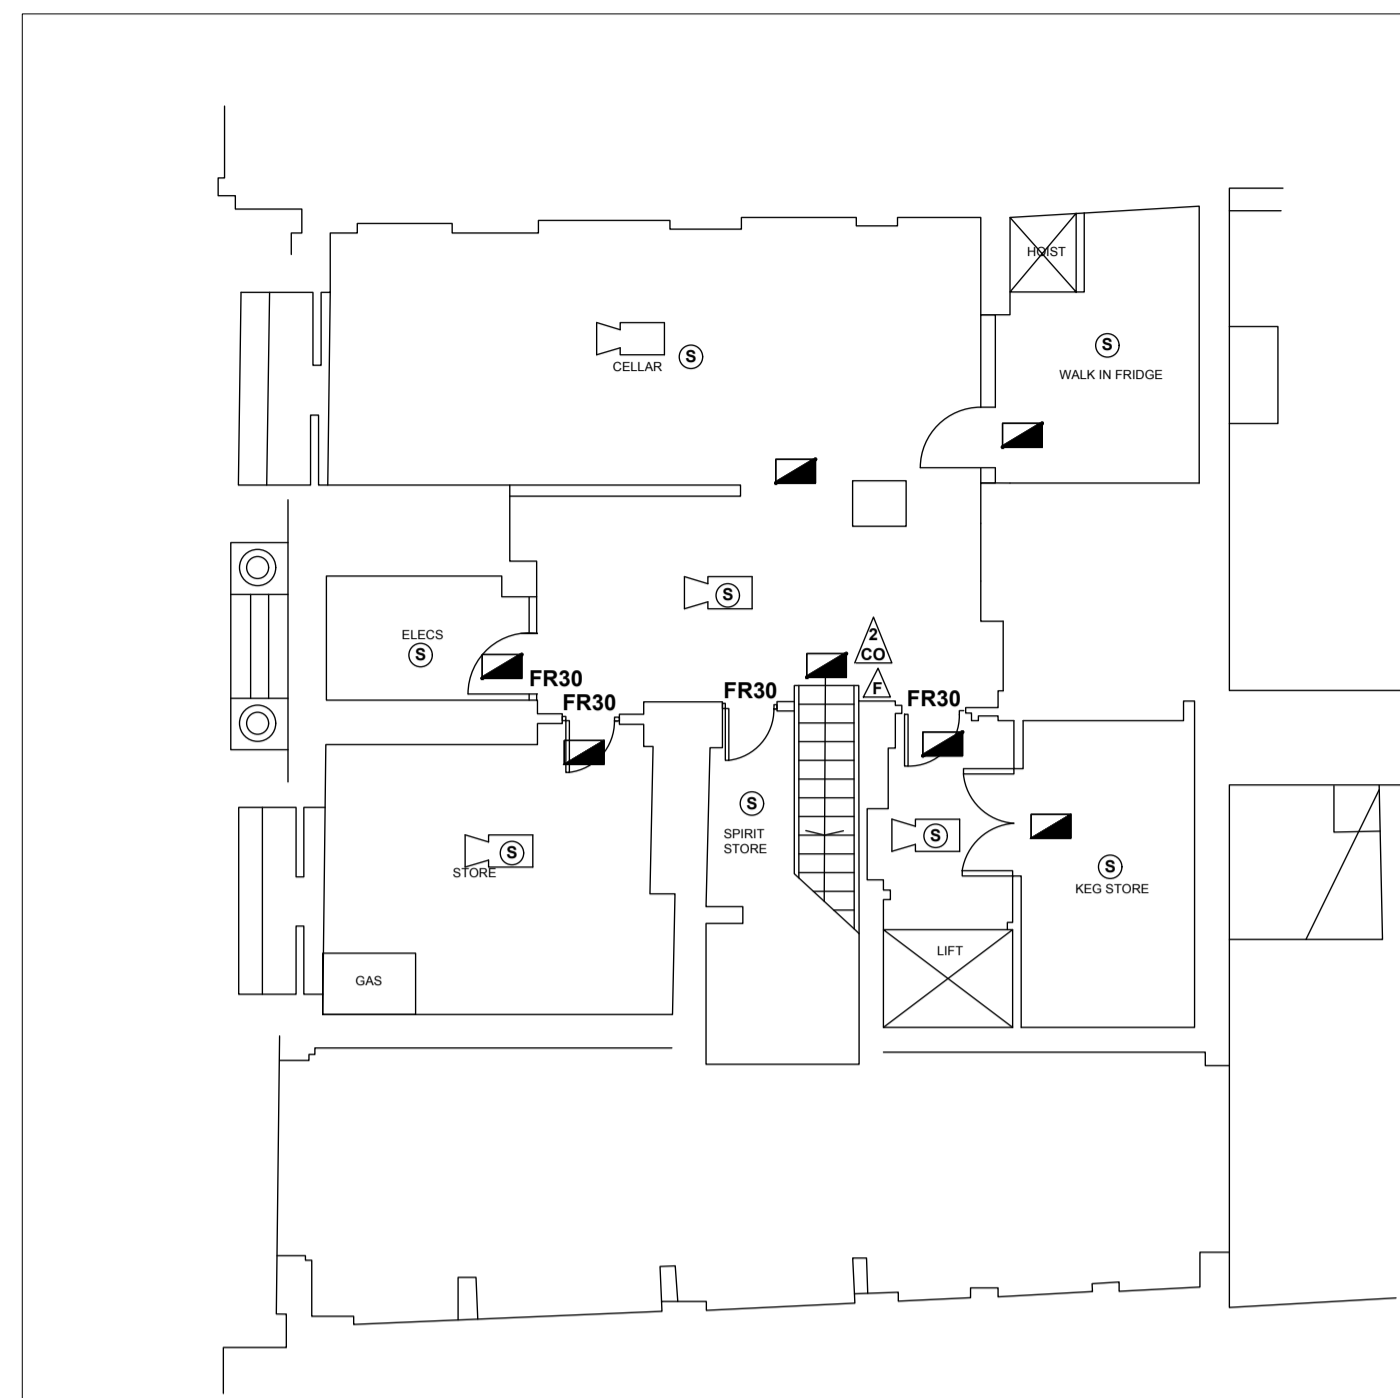 HOIST
S
WALK IN FRIDGE
S
CELLAR
S
ELECS
S
2
CO
F
FR30
FR30
FR30
FR30
S
SPIRIT
STORE
S
STORE
S
S
KEG STORE
LIFT
GAS